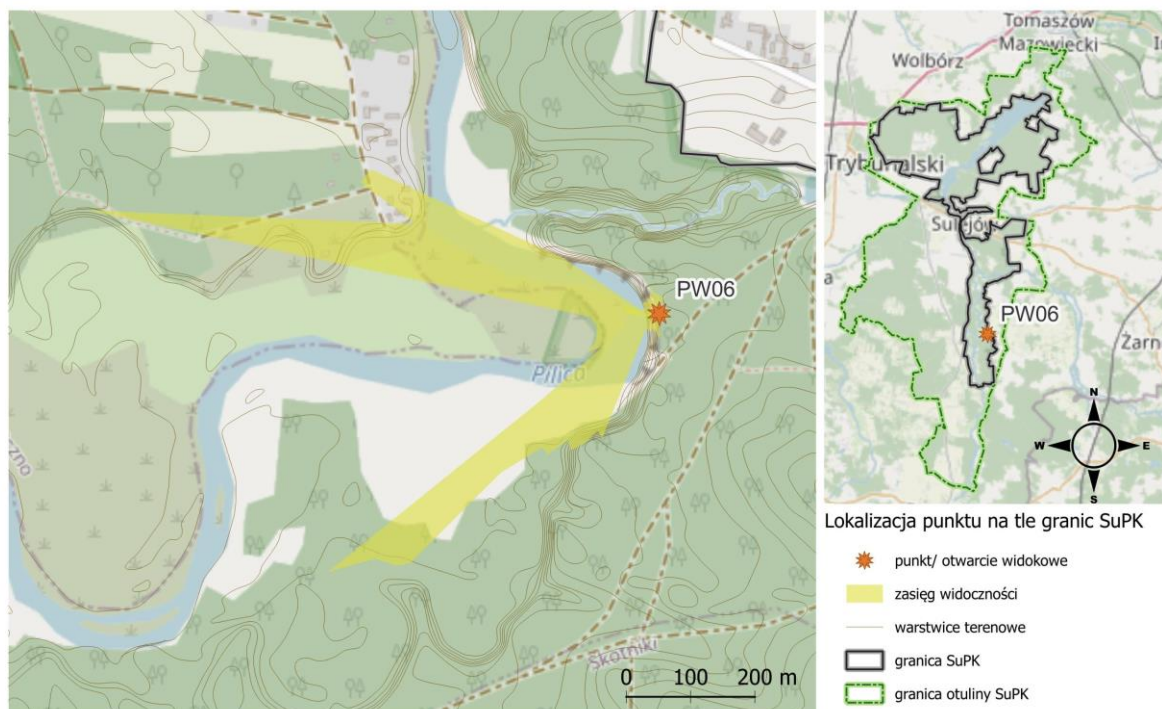 PW06
Pilica
zno
Skotniki
0 100 200 m
Tomaszów
Mazowiecki
Wolbórz
Trybunalski
Sulejów
PW06
Żarn
a
N
W E
S
Lokalizacja punktu na tle granic SuPK
punkt/ otwarcie widokowe
zasięg widoczności
warstwice terenowe
granica SuPK
granica otuliny SuPK